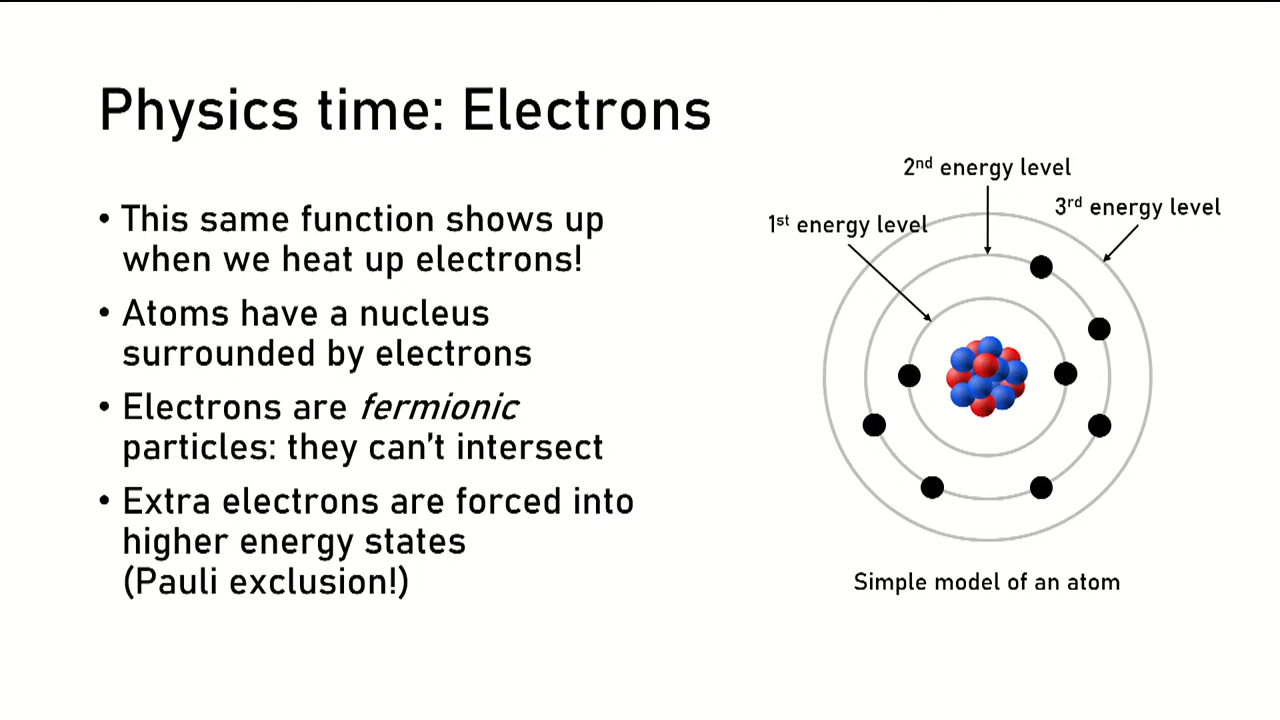 Physics time: Electrons
• This same function shows up
when we heat up electrons!
• Atoms have a nucleus
surrounded by electrons
• Electrons are fermionic
particles: they can't intersect
• Extra electrons are forced into
higher energy states
(Pauli exclusion!)
2nd energy level
3rd energy level
1st energy level
Simple model of an atom